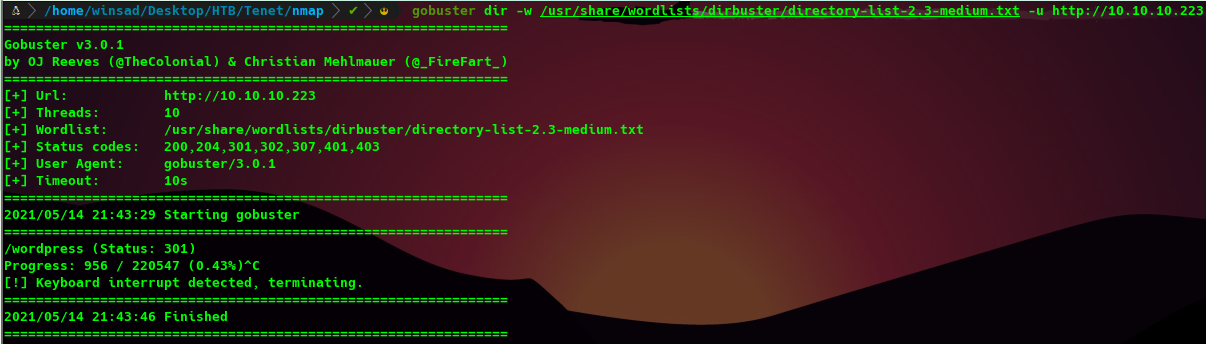 /home/winsad/Desktop/HTB/Tenet/nmap ✔ gobuster dir -w /usr/share/wordlists/dirbuster/directory-list-2.3-medium.txt -u http://10.10.10.223
===============================================================
Gobuster v3.0.1
by OJ Reeves (@TheColonial) & Christian Mehlmauer (@_FireFart_)
===============================================================
[+] Url:            http://10.10.10.223
[+] Threads:        10
[+] Wordlist:       /usr/share/wordlists/dirbuster/directory-list-2.3-medium.txt
[+] Status codes:   200,204,301,302,307,401,403
[+] User Agent:     gobuster/3.0.1
[+] Timeout:        10s
===============================================================
2021/05/14 21:43:29 Starting gobuster
===============================================================
/wordpress (Status: 301)
Progress: 956 / 220547 (0.43%)^C
[!] Keyboard interrupt detected, terminating.
===============================================================
2021/05/14 21:43:46 Finished
===============================================================